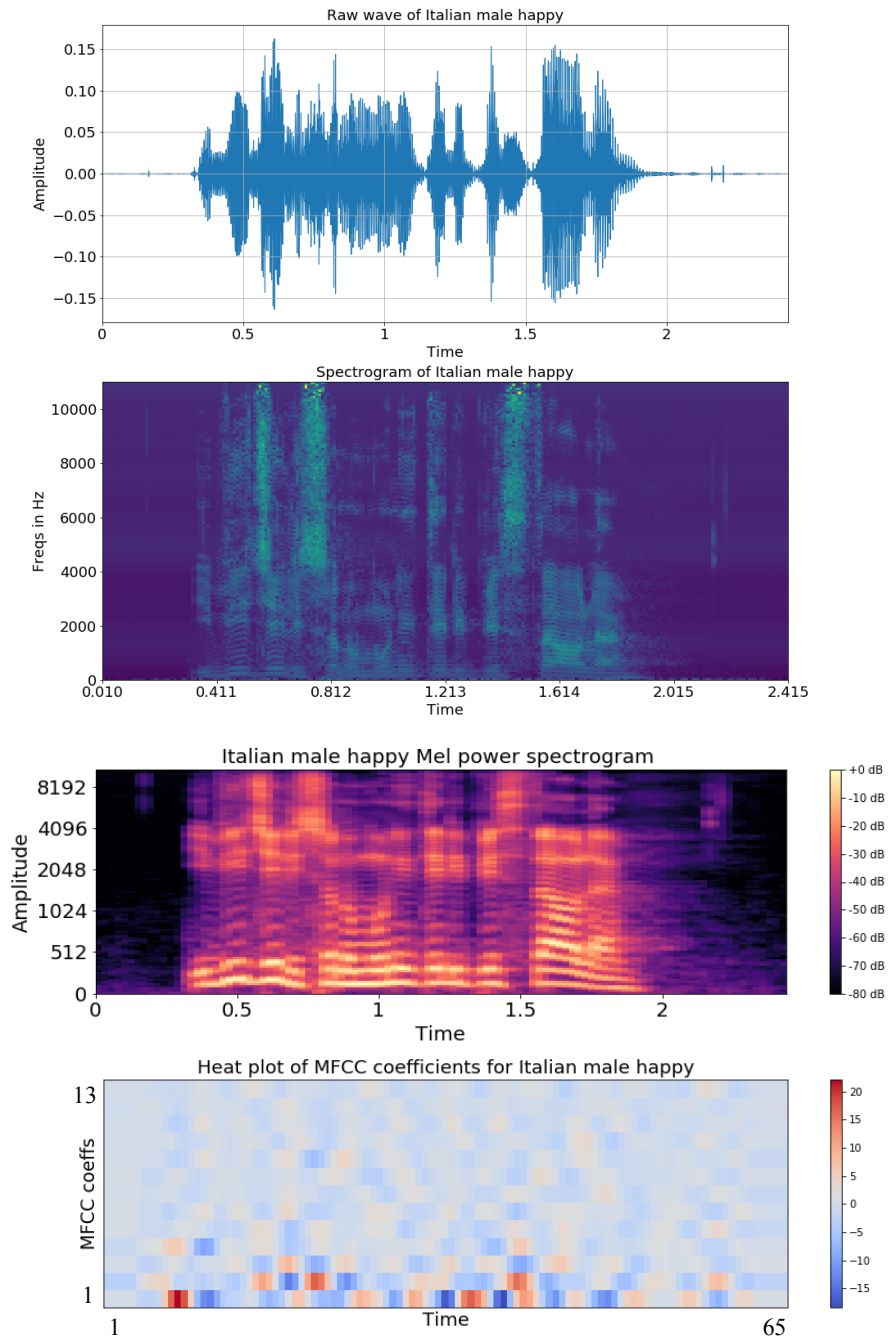 Raw wave of Italian male happy
0.15
0.10
0.05
0.00
−0.05
−0.10
−0.15
Amplitude
0 0.5 1 1.5 2
Time
Spectrogram of Italian male happy
10000
8000
6000
4000
2000
0
Freqs in Hz
0.010 0.411 0.812 1.213 1.614 2.015 2.415
Time
Italian male happy Mel power spectrogram
8192
4096
2048
1024
512
0
Amplitude
0 0.5 1 1.5 2
Time
+0 dB
-10 dB
-20 dB
-30 dB
-40 dB
-50 dB
-60 dB
-70 dB
-80 dB
Heat plot of MFCC coefficients for Italian male happy
13
MFCC coeffs
1
Time
1 65
20
15
10
5
0
−5
−10
−15